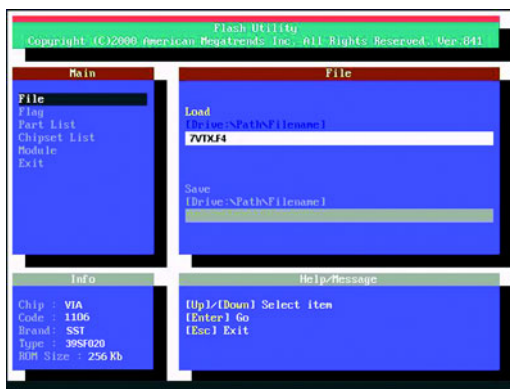 Flash Utility
Copyright (C)2000 American Megatrends Inc. All Rights Reserved. Ver:841
Main
File
Flag
Part List
Chipset List
Module
Exit
File
Load
[Drive:\Path\Filename]
7VTX.F4
Save
[Drive:\Path\Filename]
Info
Chip : VIA
Code : 1106
Brand: SST
Type : 39SF020
ROM Size : 256 Kb
Help/Message
[Up]/[Down] Select item
[Enter] Go
[Esc] Exit